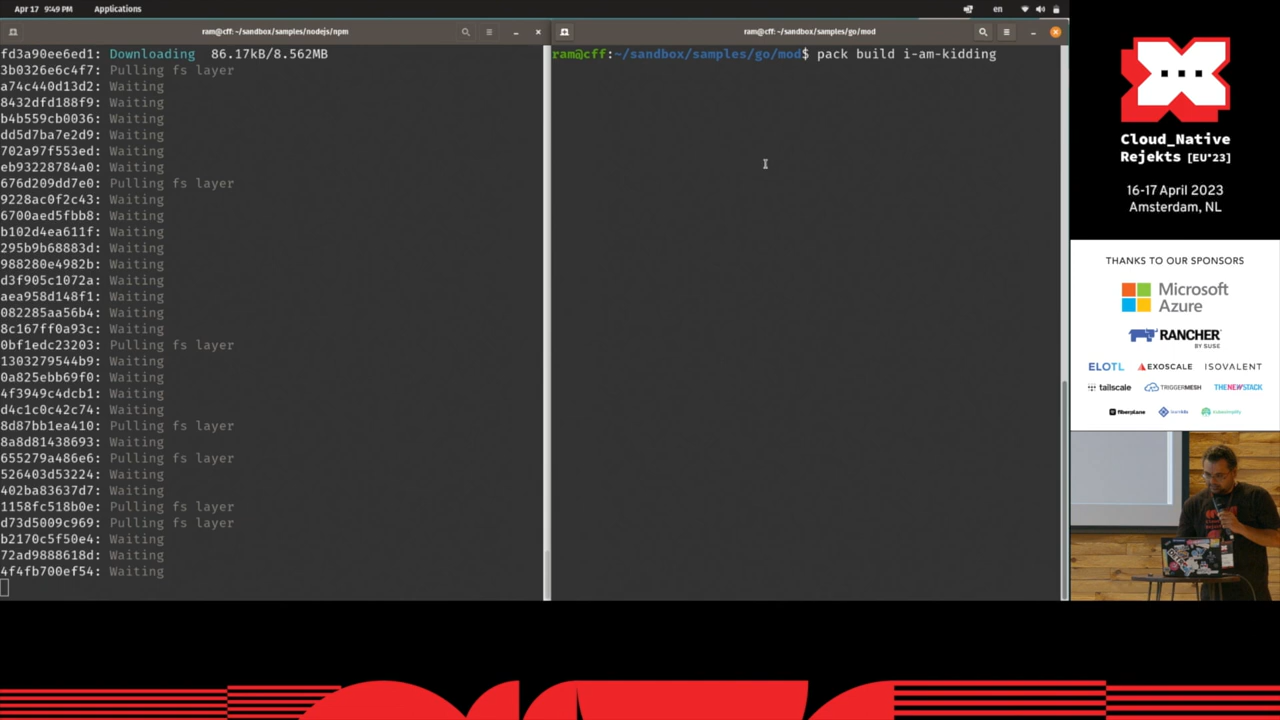 Apr 17 9:49 PM Applications en
ram@cff: ~/sandbox/samples/nodejs/npm
fd3a90ee6ed1: Downloading 86.17kB/8.562MB
3b0326e6c4f7: Pulling fs layer
a74c440d13d2: Waiting
8432dfd188f9: Waiting
b4b559cb0036: Waiting
dd5d7ba7e2d9: Waiting
702a97f553ed: Waiting
eb93228784a0: Waiting
676d209dd7e0: Pulling fs layer
9228ac0f2c43: Waiting
6700aed5fbb8: Waiting
b102d4ea611f: Waiting
295b9b68883d: Waiting
988280e4982b: Waiting
d3f905c1072a: Waiting
aea958d148f1: Waiting
082285aa56b4: Waiting
8c167ff0a93c: Waiting
0bf1edc23203: Pulling fs layer
1303279544b9: Waiting
0a825ebb69f0: Waiting
4f3949c4dcb1: Waiting
d4c1c0c42c74: Waiting
8d87bb1ea410: Pulling fs layer
8a8d81438693: Waiting
655279a486e6: Pulling fs layer
526403d53224: Waiting
402ba83637d7: Waiting
1158fc518b0e: Pulling fs layer
d73d5009c969: Pulling fs layer
b2170c5f50e4: Waiting
72ad9888618d: Waiting
4f4fb700ef54: Waiting
ram@cff: ~/sandbox/samples/go/mod
ram@cff:~/sandbox/samples/go/mod$ pack build i-am-kidding
Cloud_Native
Rejekts [EU*23]
16-17 April 2023
Amsterdam, NL
THANKS TO OUR SPONSORS
Microsoft
Azure
RANCHER
BY SUSE
ELOTL EXOSCALE ISOVALENT
tailscale TRIGGERMESH THENEWSTACK
fiberplane